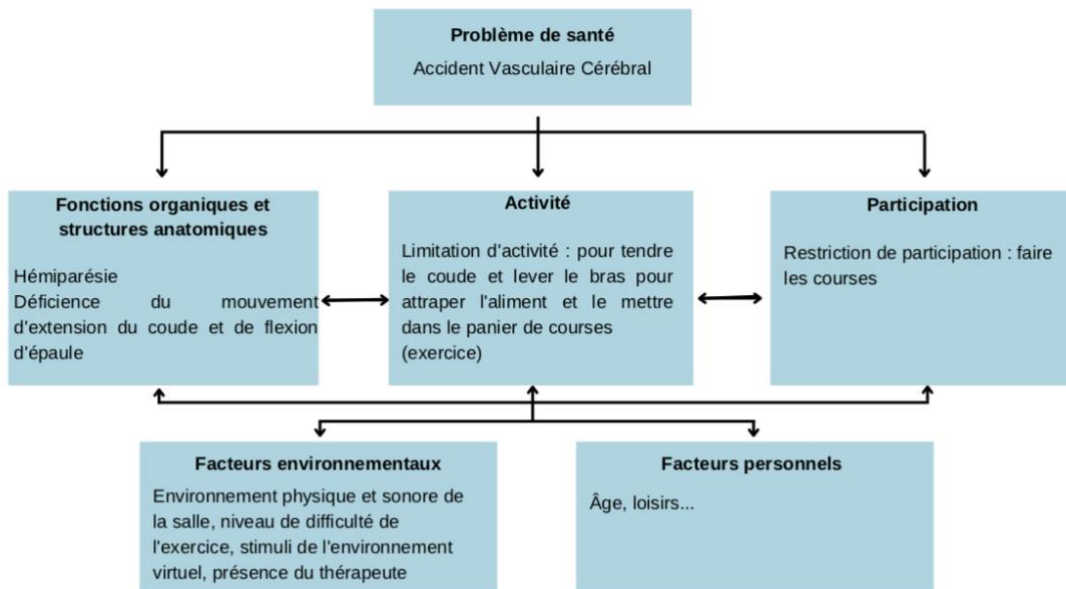 Problème de santé
Accident Vasculaire Cérébral
Fonctions organiques et
structures anatomiques
Hémiparésie
Déficience du mouvement
d'extension du coude et de flexion
d'épaule
Activité
Limitation d'activité : pour tendre
le coude et lever le bras pour
attraper l'aliment et le mettre
dans le panier de courses
(exercice)
Participation
Restriction de participation : faire
les courses
Facteurs environnementaux
Environnement physique et sonore de
la salle, niveau de difficulté de
l'exercice, stimuli de l'environnement
virtuel, présence du thérapeute
Facteurs personnels
Âge, loisirs...